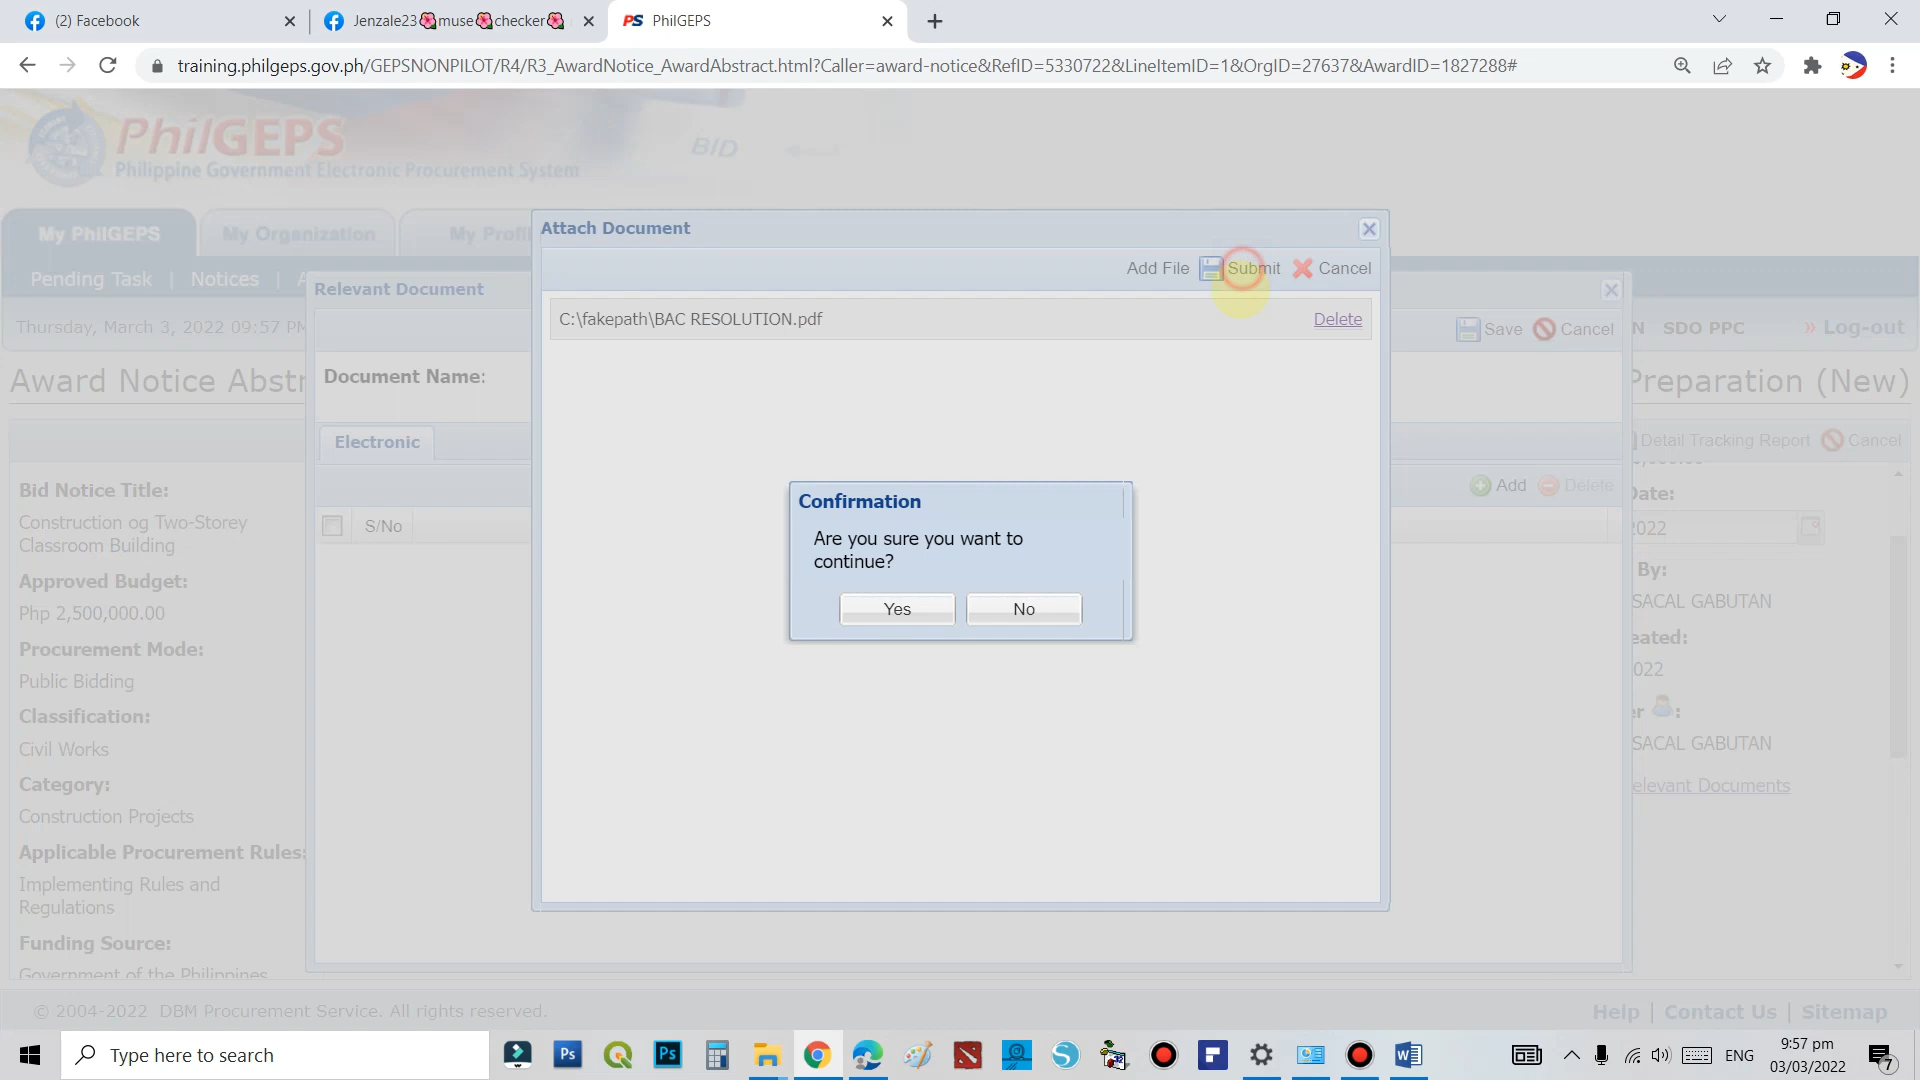 (2) Facebook
Jenzale23🌺muse🌺checker🌺
PS PhilGEPS
training.philgeps.gov.ph/GEPSNONPILOT/R4/R3_AwardNotice_AwardAbstract.html?Caller=award-notice&RefID=5330722&LineItemID=1&OrgID=27637&AwardID=1827288#
PhilGEPS
Philippine Government Electronic Procurement System
BID
My PhilGEPS
My Organization
My Profil
Pending Task | Notices |
Thursday, March 3, 2022 09:57 PM
SDO PPC
» Log-out
Award Notice Abstr
Preparation (New)
Attach Document
Add File
Submit
Cancel
C:\fakepath\BAC RESOLUTION.pdf
Delete
Relevant Document
Save
Cancel
Document Name:
Electronic
Add
Delete
S/No
Confirmation
Are you sure you want to
continue?
Yes
No
Detail Tracking Report
Cancel
Bid Notice Title:
Construction og Two-Storey
Classroom Building
Approved Budget:
Php 2,500,000.00
Procurement Mode:
Public Bidding
Classification:
Civil Works
Category:
Construction Projects
Applicable Procurement Rules:
Implementing Rules and
Regulations
Funding Source:
Government of the Philippines
Date:
2022
By:
SACAL GABUTAN
eated:
022
er :
SACAL GABUTAN
elevant Documents
© 2004-2022 DBM Procurement Service. All rights reserved.
Help | Contact Us | Sitemap
Type here to search
Ps
Ps
ENG
9:57 pm
03/03/2022
7